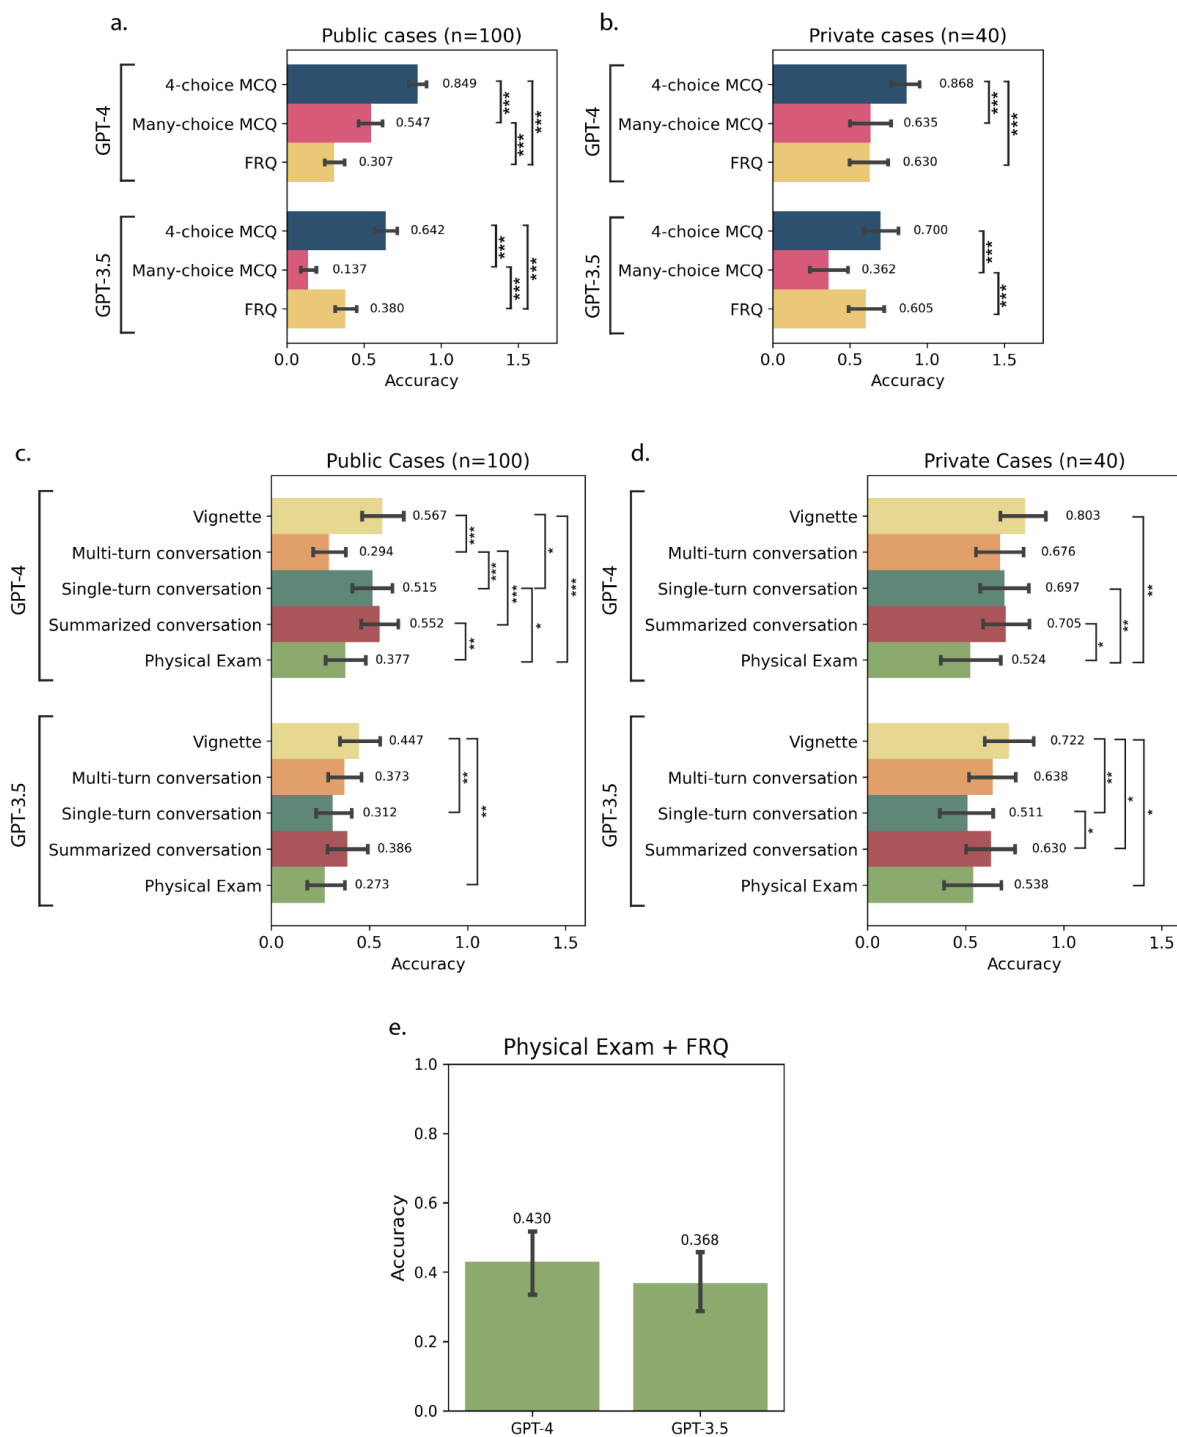 a.
Public cases (n=100)
GPT-4
4-choice MCQ
0.849
Many-choice MCQ
0.547
FRQ
0.307
***
***
***
GPT-3.5
4-choice MCQ
0.642
Many-choice MCQ
0.137
FRQ
0.380
***
***
***
0.0 0.5 1.0 1.5
Accuracy
b.
Private cases (n=40)
GPT-4
4-choice MCQ
0.868
Many-choice MCQ
0.635
FRQ
0.630
***
***
GPT-3.5
4-choice MCQ
0.700
Many-choice MCQ
0.362
FRQ
0.605
***
***
0.0 0.5 1.0 1.5
Accuracy
c.
Public Cases (n=100)
GPT-4
Vignette
0.567
Multi-turn conversation
0.294
Single-turn conversation
0.515
Summarized conversation
0.552
Physical Exam
0.377
***
***
***
**
*
*
***
GPT-3.5
Vignette
0.447
Multi-turn conversation
0.373
Single-turn conversation
0.312
Summarized conversation
0.386
Physical Exam
0.273
**
**
0.0 0.5 1.0 1.5
Accuracy
d.
Private Cases (n=40)
GPT-4
Vignette
0.803
Multi-turn conversation
0.676
Single-turn conversation
0.697
Summarized conversation
0.705
Physical Exam
0.524
*
**
**
GPT-3.5
Vignette
0.722
Multi-turn conversation
0.638
Single-turn conversation
0.511
Summarized conversation
0.630
Physical Exam
0.538
*
**
*
*
0.0 0.5 1.0 1.5
Accuracy
e.
Physical Exam + FRQ
Accuracy
1.0
0.8
0.6
0.4
0.2
0.0
0.430
0.368
GPT-4 GPT-3.5